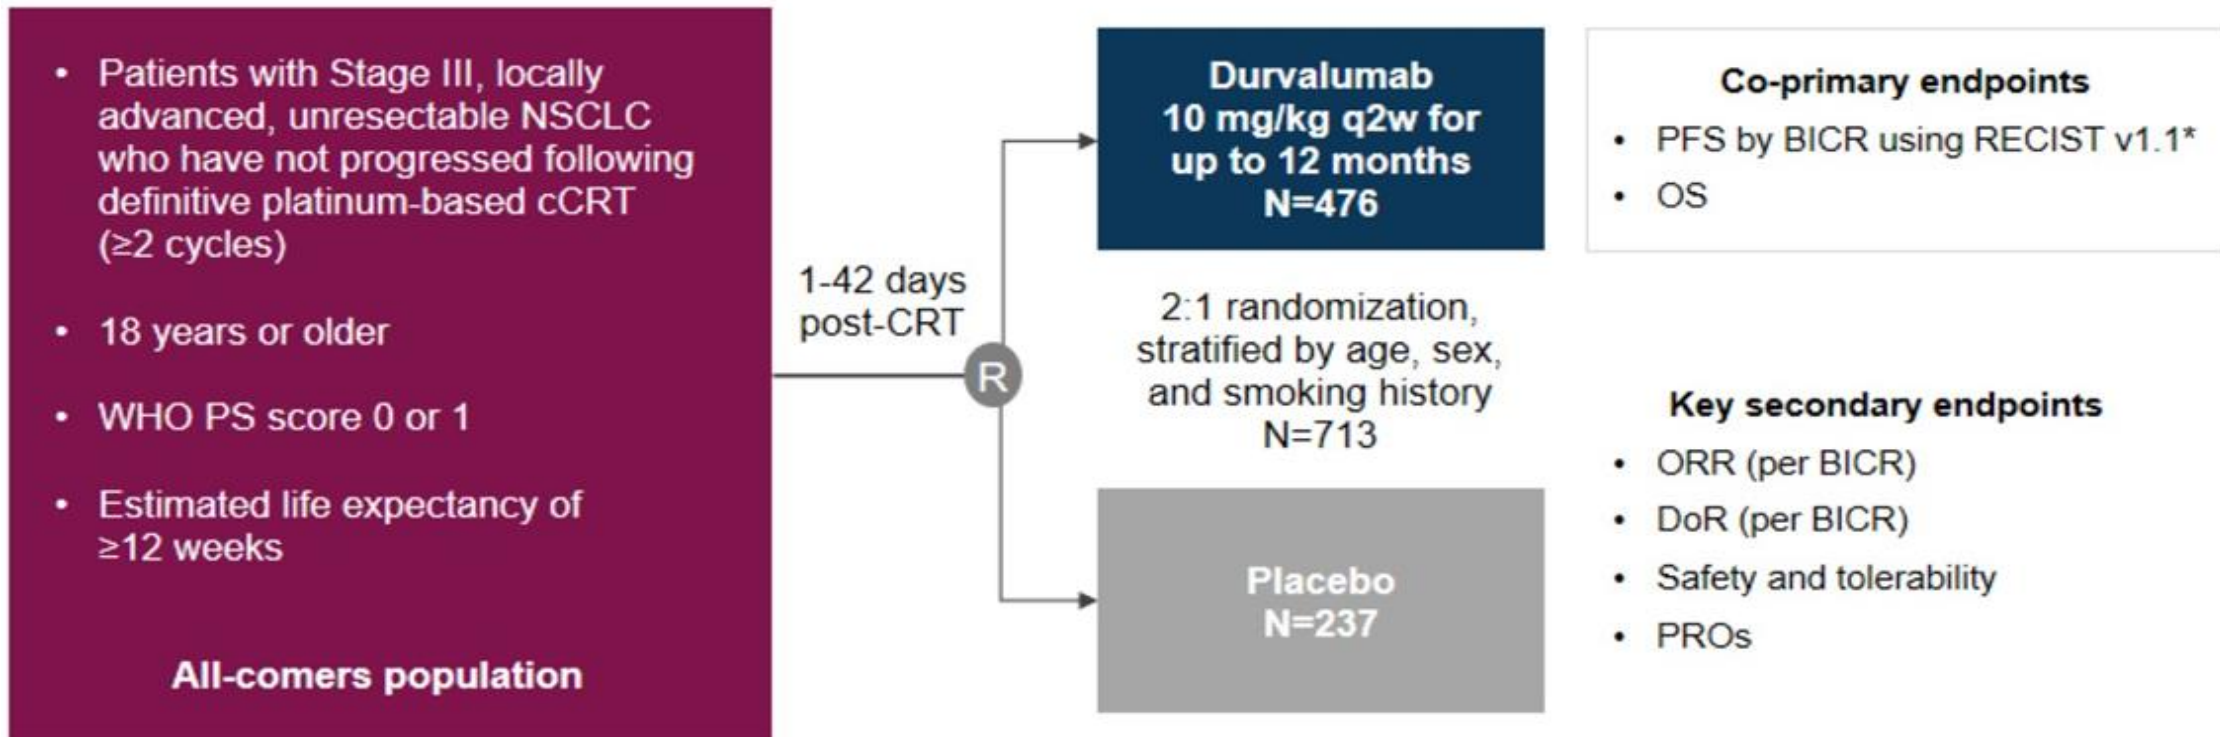 • Patients with Stage III, locally
advanced, unresectable NSCLC
who have not progressed following
definitive platinum-based cCRT
(≥2 cycles)
• 18 years or older
• WHO PS score 0 or 1
• Estimated life expectancy of
≥12 weeks
All-comers population
1-42 days
post-CRT
R
Durvalumab
10 mg/kg q2w for
up to 12 months
N=476
2:1 randomization,
stratified by age, sex,
and smoking history
N=713
Placebo
N=237
Co-primary endpoints
• PFS by BICR using RECIST v1.1*
• OS
Key secondary endpoints
• ORR (per BICR)
• DoR (per BICR)
• Safety and tolerability
• PROs